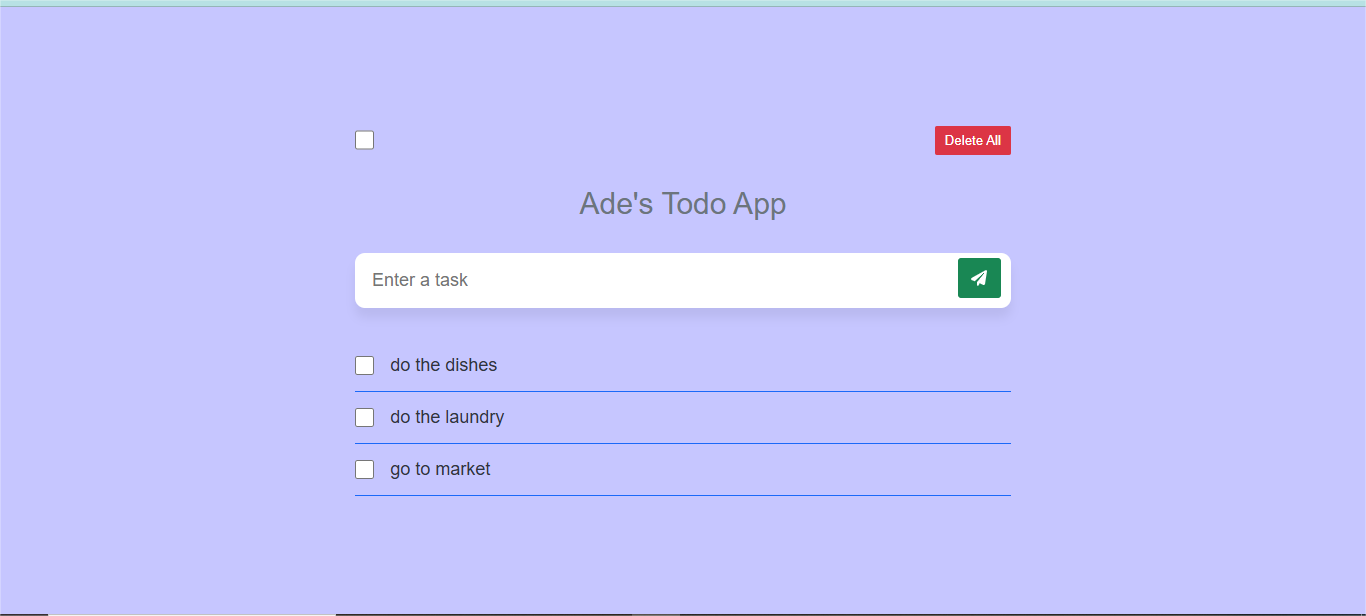 Delete All
Ade's Todo App
Enter a task
do the dishes
do the laundry
go to market